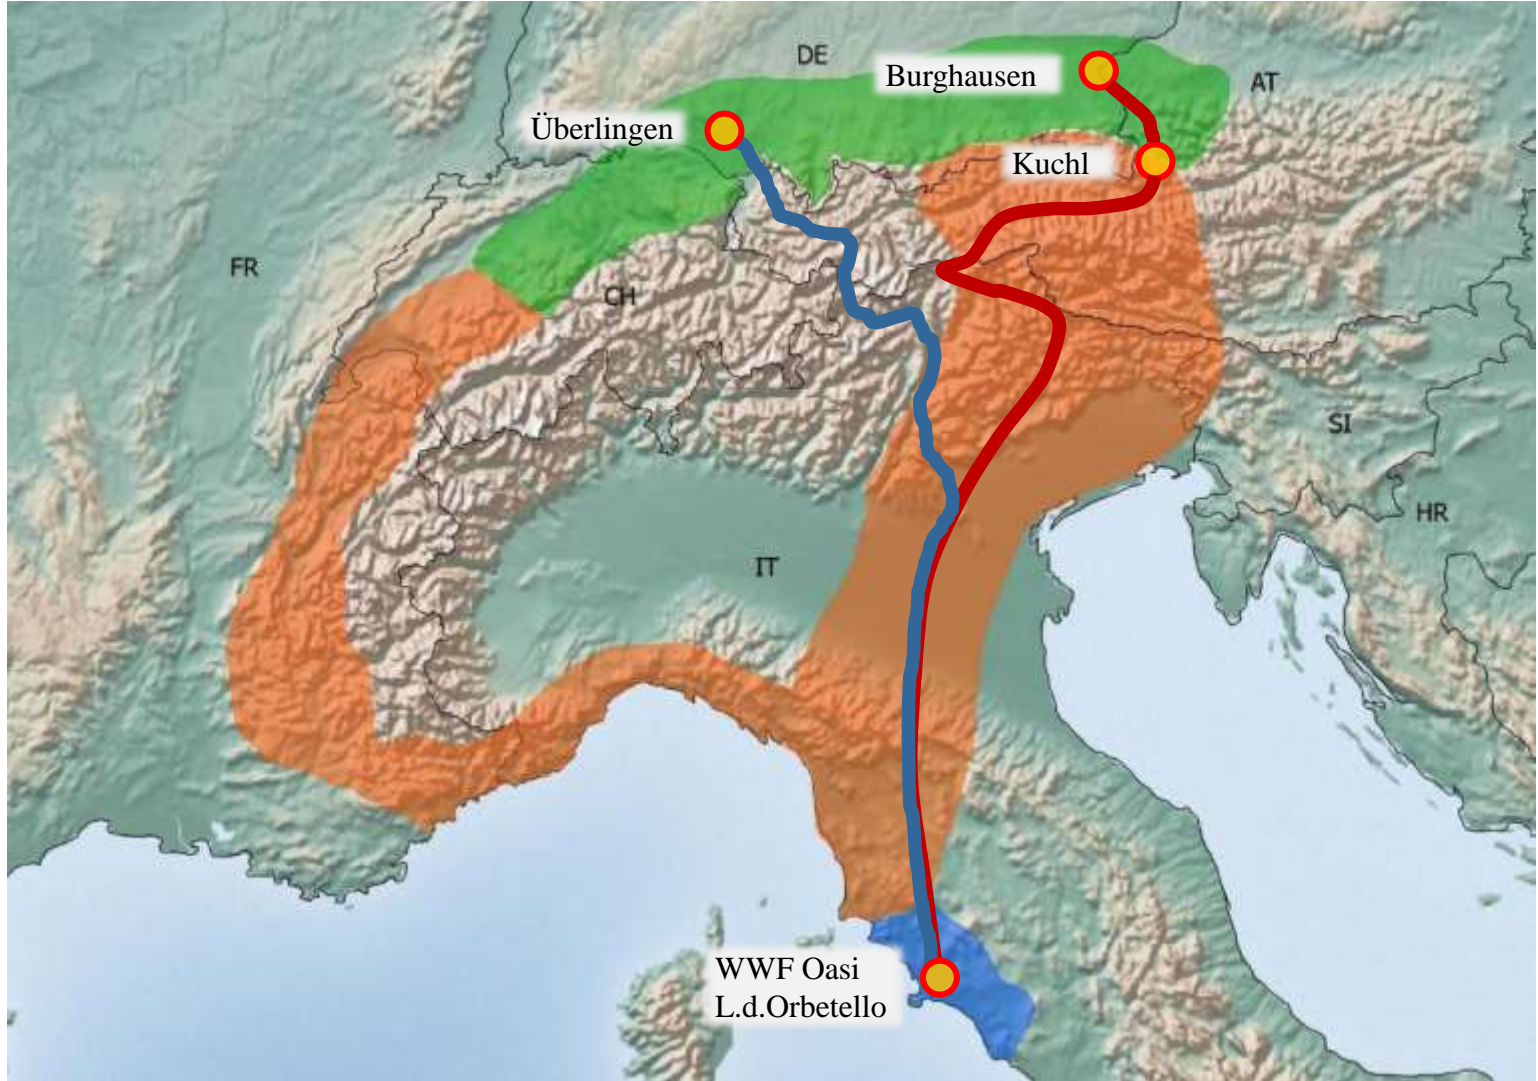 DE
Burghausen
AT
Überlingen
Kuchl
FR
CH
SI
HR
IT
WWF Oasi
L.d.Orbetello